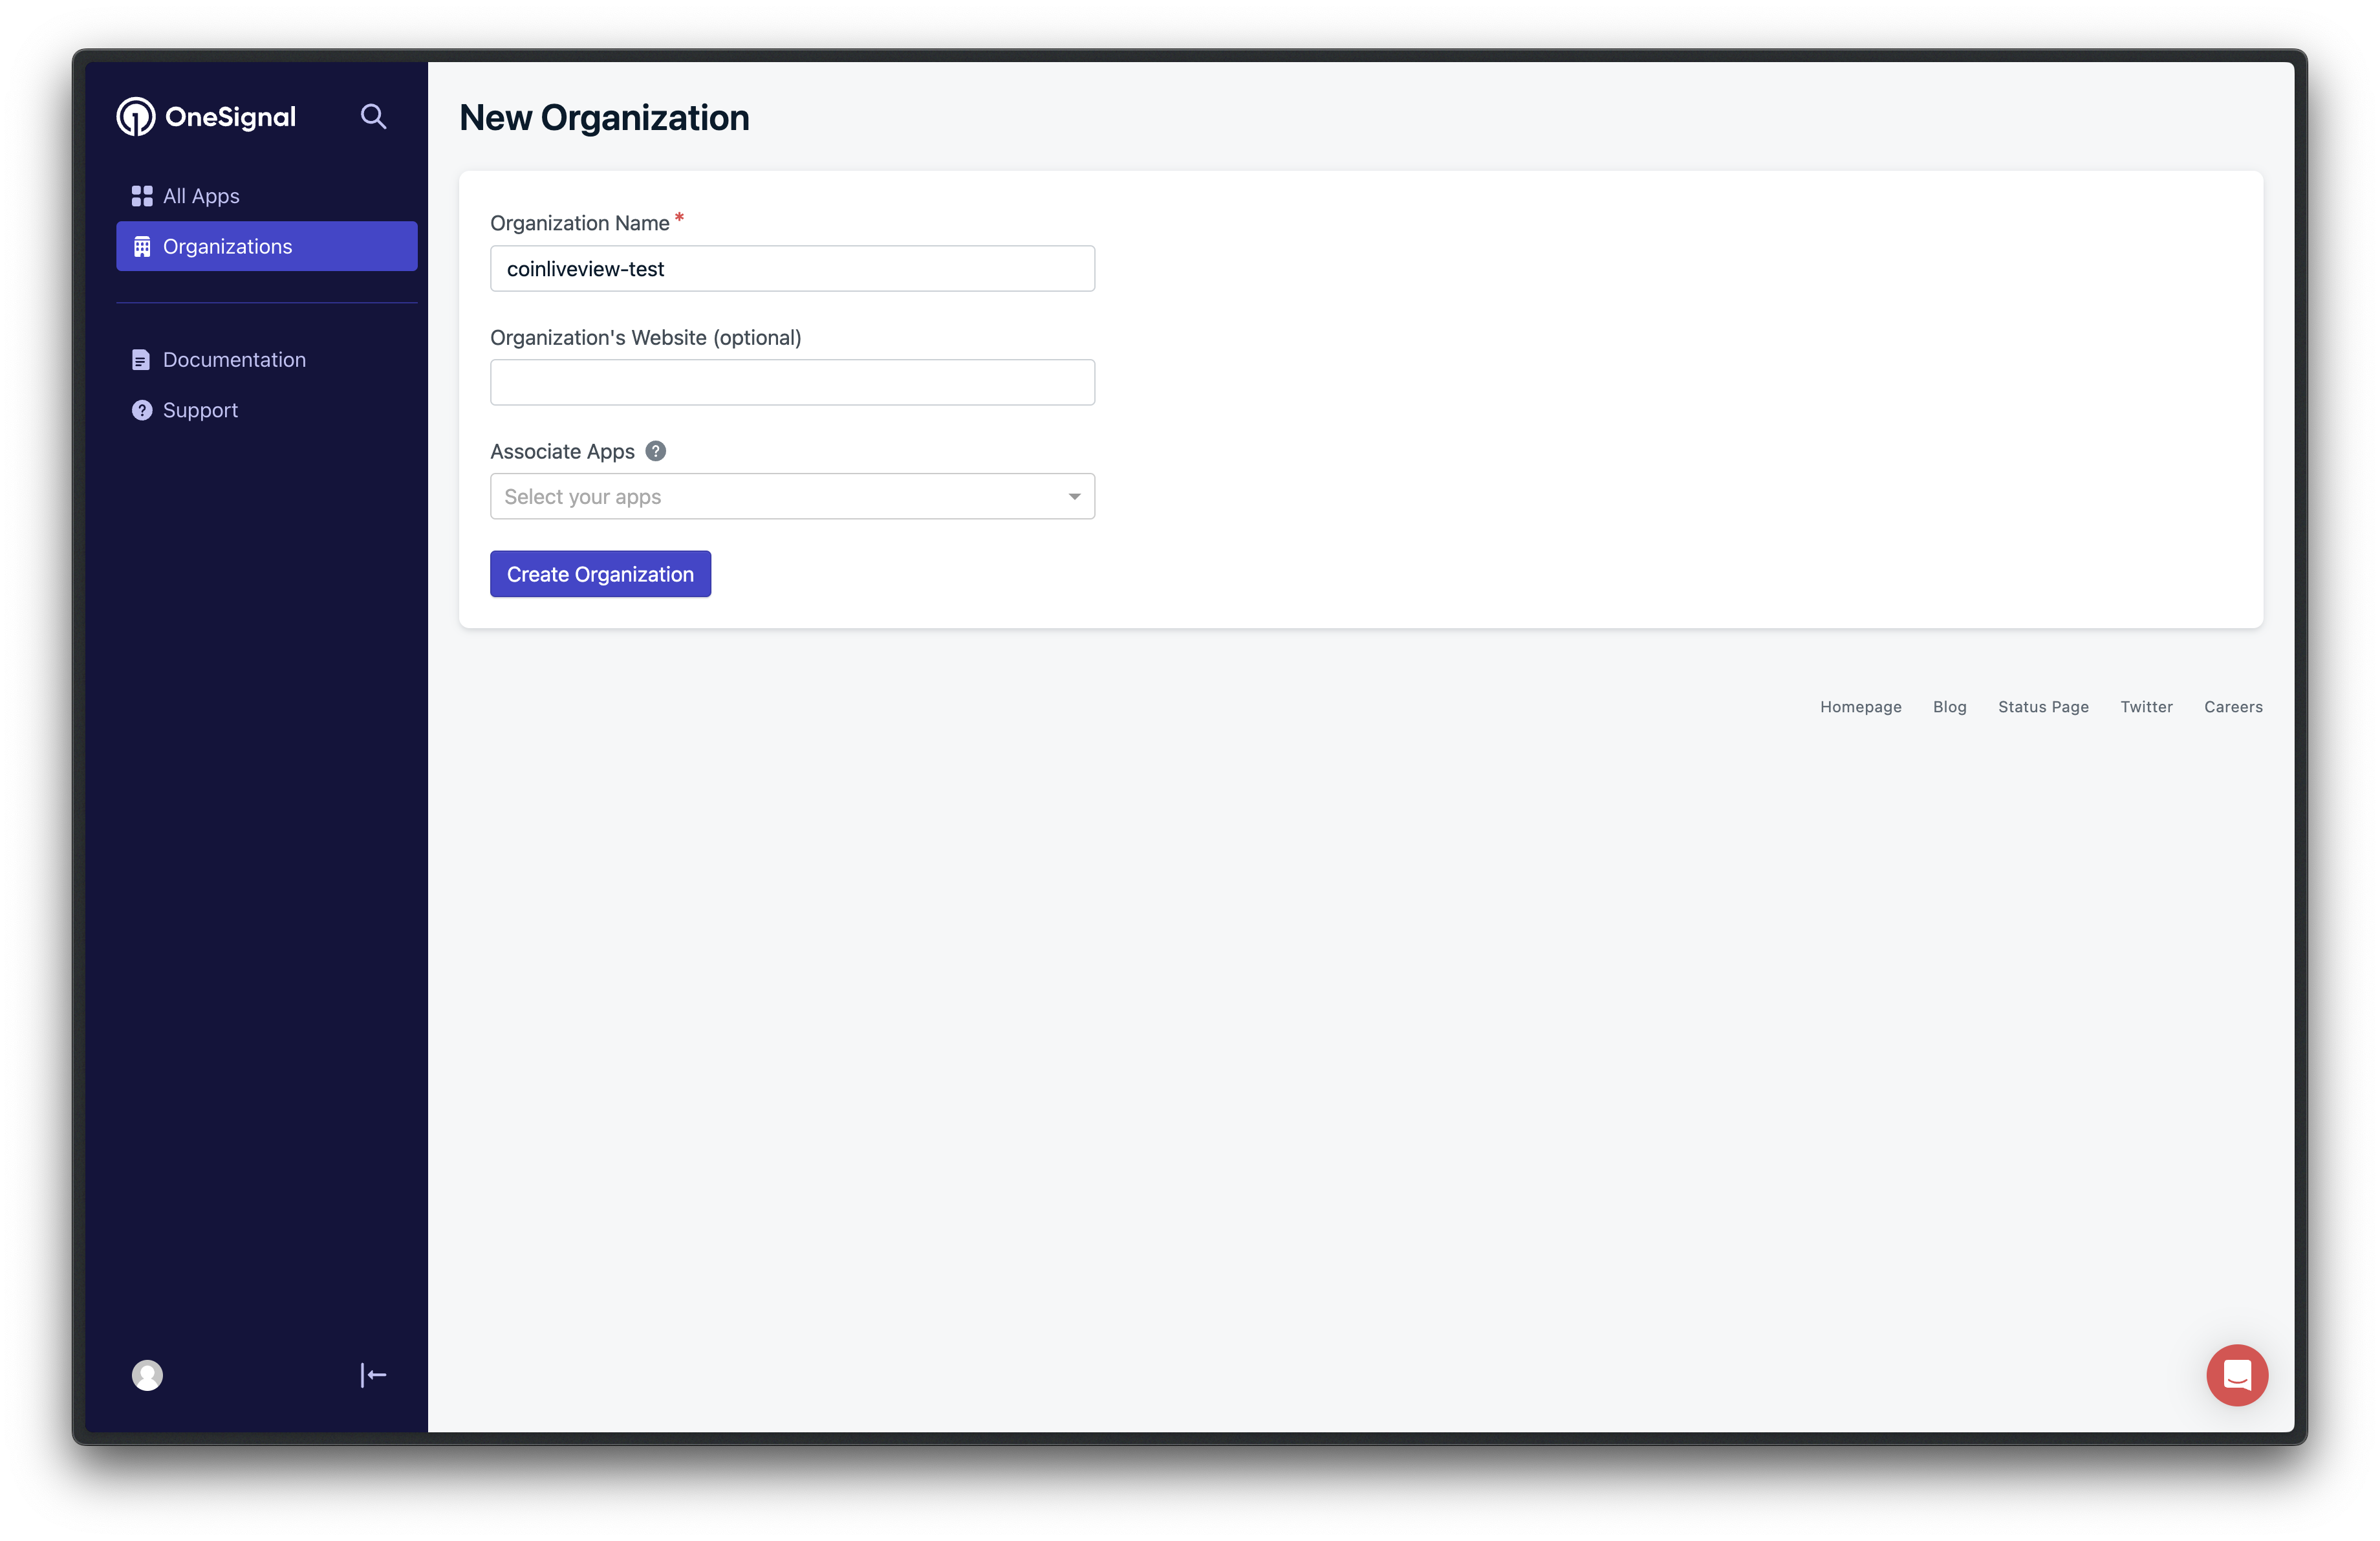 OneSignal
All Apps
Organizations
Documentation
Support
New Organization
Organization Name *
coinliveview-test
Organization's Website (optional)
Associate Apps ?
Select your apps
Create Organization
Homepage Blog Status Page Twitter Careers